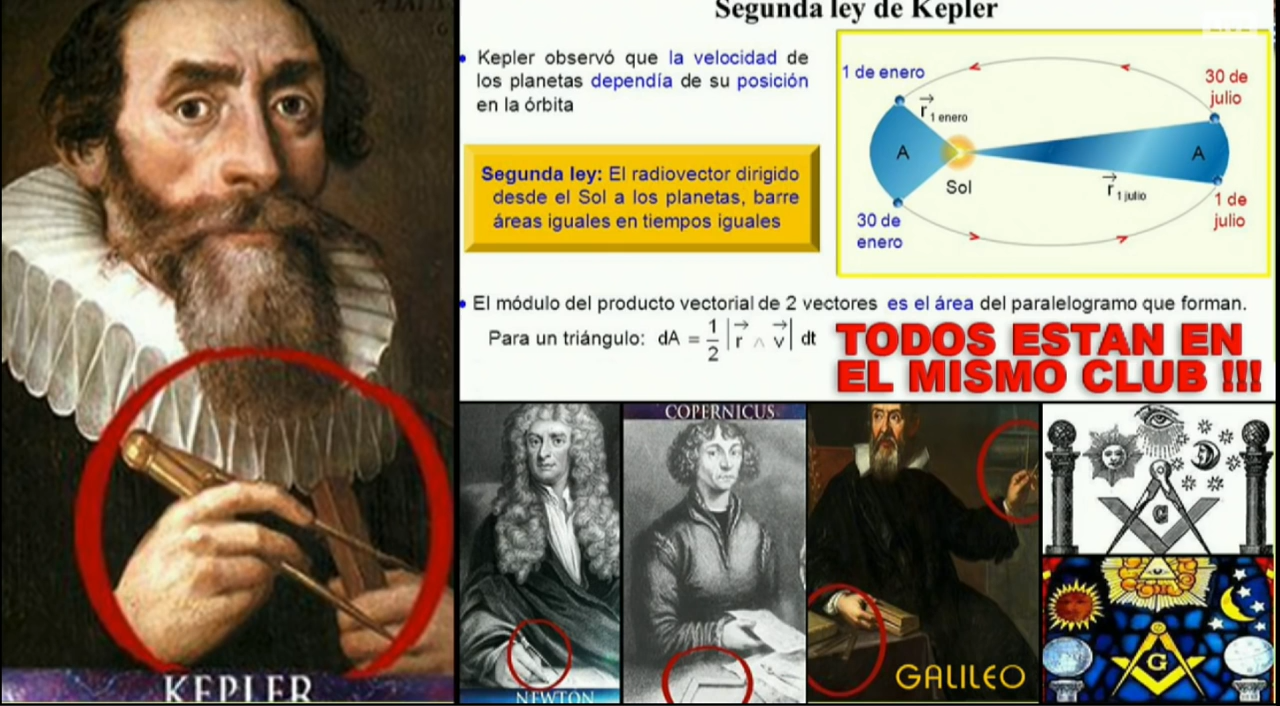 Segunda ley de Kepler
• Kepler observó que la velocidad de
los planetas dependía de su posición
en la órbita
Segunda ley: El radiovector dirigido
desde el Sol a los planetas, barre
áreas iguales en tiempos iguales
1 de enero
r 1 enero
30 de
julio
A
A
Sol
r 1 julio
30 de
enero
1 de
julio
• El módulo del producto vectorial de 2 vectores es el área del paralelogramo que forman.
Para un triángulo: dA = 1/2 |r ∧ v| dt
TODOS ESTAN EN
EL MISMO CLUB !!!
KEPLER
NEWTON
COPERNICUS
GALILEO
G
G